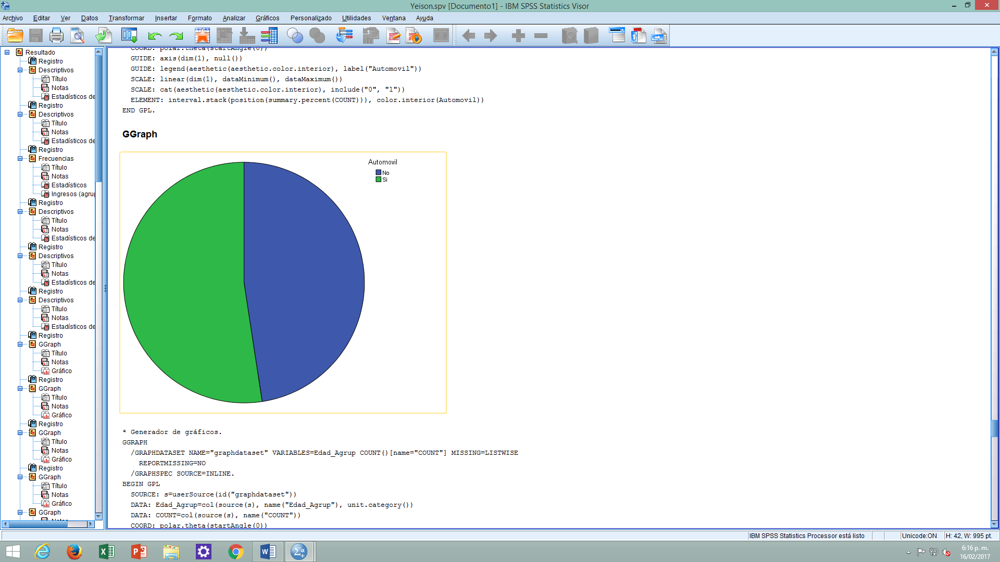 Yeison.spv [Documento1] - IBM SPSS Statistics Visor
Archivo Editar Ver Datos Transformar Insertar Formato Analizar Gráficos Personalizado Utilidades Ventana Ayuda
Resultado
Registro
Descriptivos
Título
Notas
Estadísticos de
Registro
Descriptivos
Título
Notas
Estadísticos de
Registro
Frecuencias
Título
Notas
Estadísticos
Ingresos (agru
Registro
Descriptivos
Título
Notas
Estadísticos de
Registro
Descriptivos
Título
Notas
Estadísticos de
Registro
Descriptivos
Título
Notas
Estadísticos de
Registro
GGraph
Título
Notas
Gráfico
Registro
GGraph
Título
Notas
Gráfico
Registro
GGraph
Título
Notas
Gráfico
Registro
GGraph
Título
Notas
Gráfico
GGraph
Notas
COORD: polar.theta(startAngle(0))
GUIDE: axis(dim(1), null())
GUIDE: legend(aesthetic(aesthetic.color.interior), label("Automovil"))
SCALE: linear(dim(1), dataMinimum(), dataMaximum())
SCALE: cat(aesthetic(aesthetic.color.interior), include("0", "1"))
ELEMENT: interval.stack(position(summary.percent(COUNT))), color.interior(Automovil))
END GPL.
GGraph
Automovil
No
Si
* Generador de gráficos.
GGRAPH
/GRAPHDATASET NAME="graphdataset" VARIABLES=Edad_Agrup COUNT()[name="COUNT"] MISSING=LISTWISE
REPORTMISSING=NO
/GRAPHSPEC SOURCE=INLINE.
BEGIN GPL
SOURCE: s=userSource(id("graphdataset"))
DATA: Edad_Agrup=col(source(s), name("Edad_Agrup"), unit.category())
DATA: COUNT=col(source(s), name("COUNT"))
COORD: polar.theta(startAngle(0))
IBM SPSS Statistics Processor está listo
Unicode:ON
H: 42, W: 995 pt.
6:16 p. m.
16/02/2017